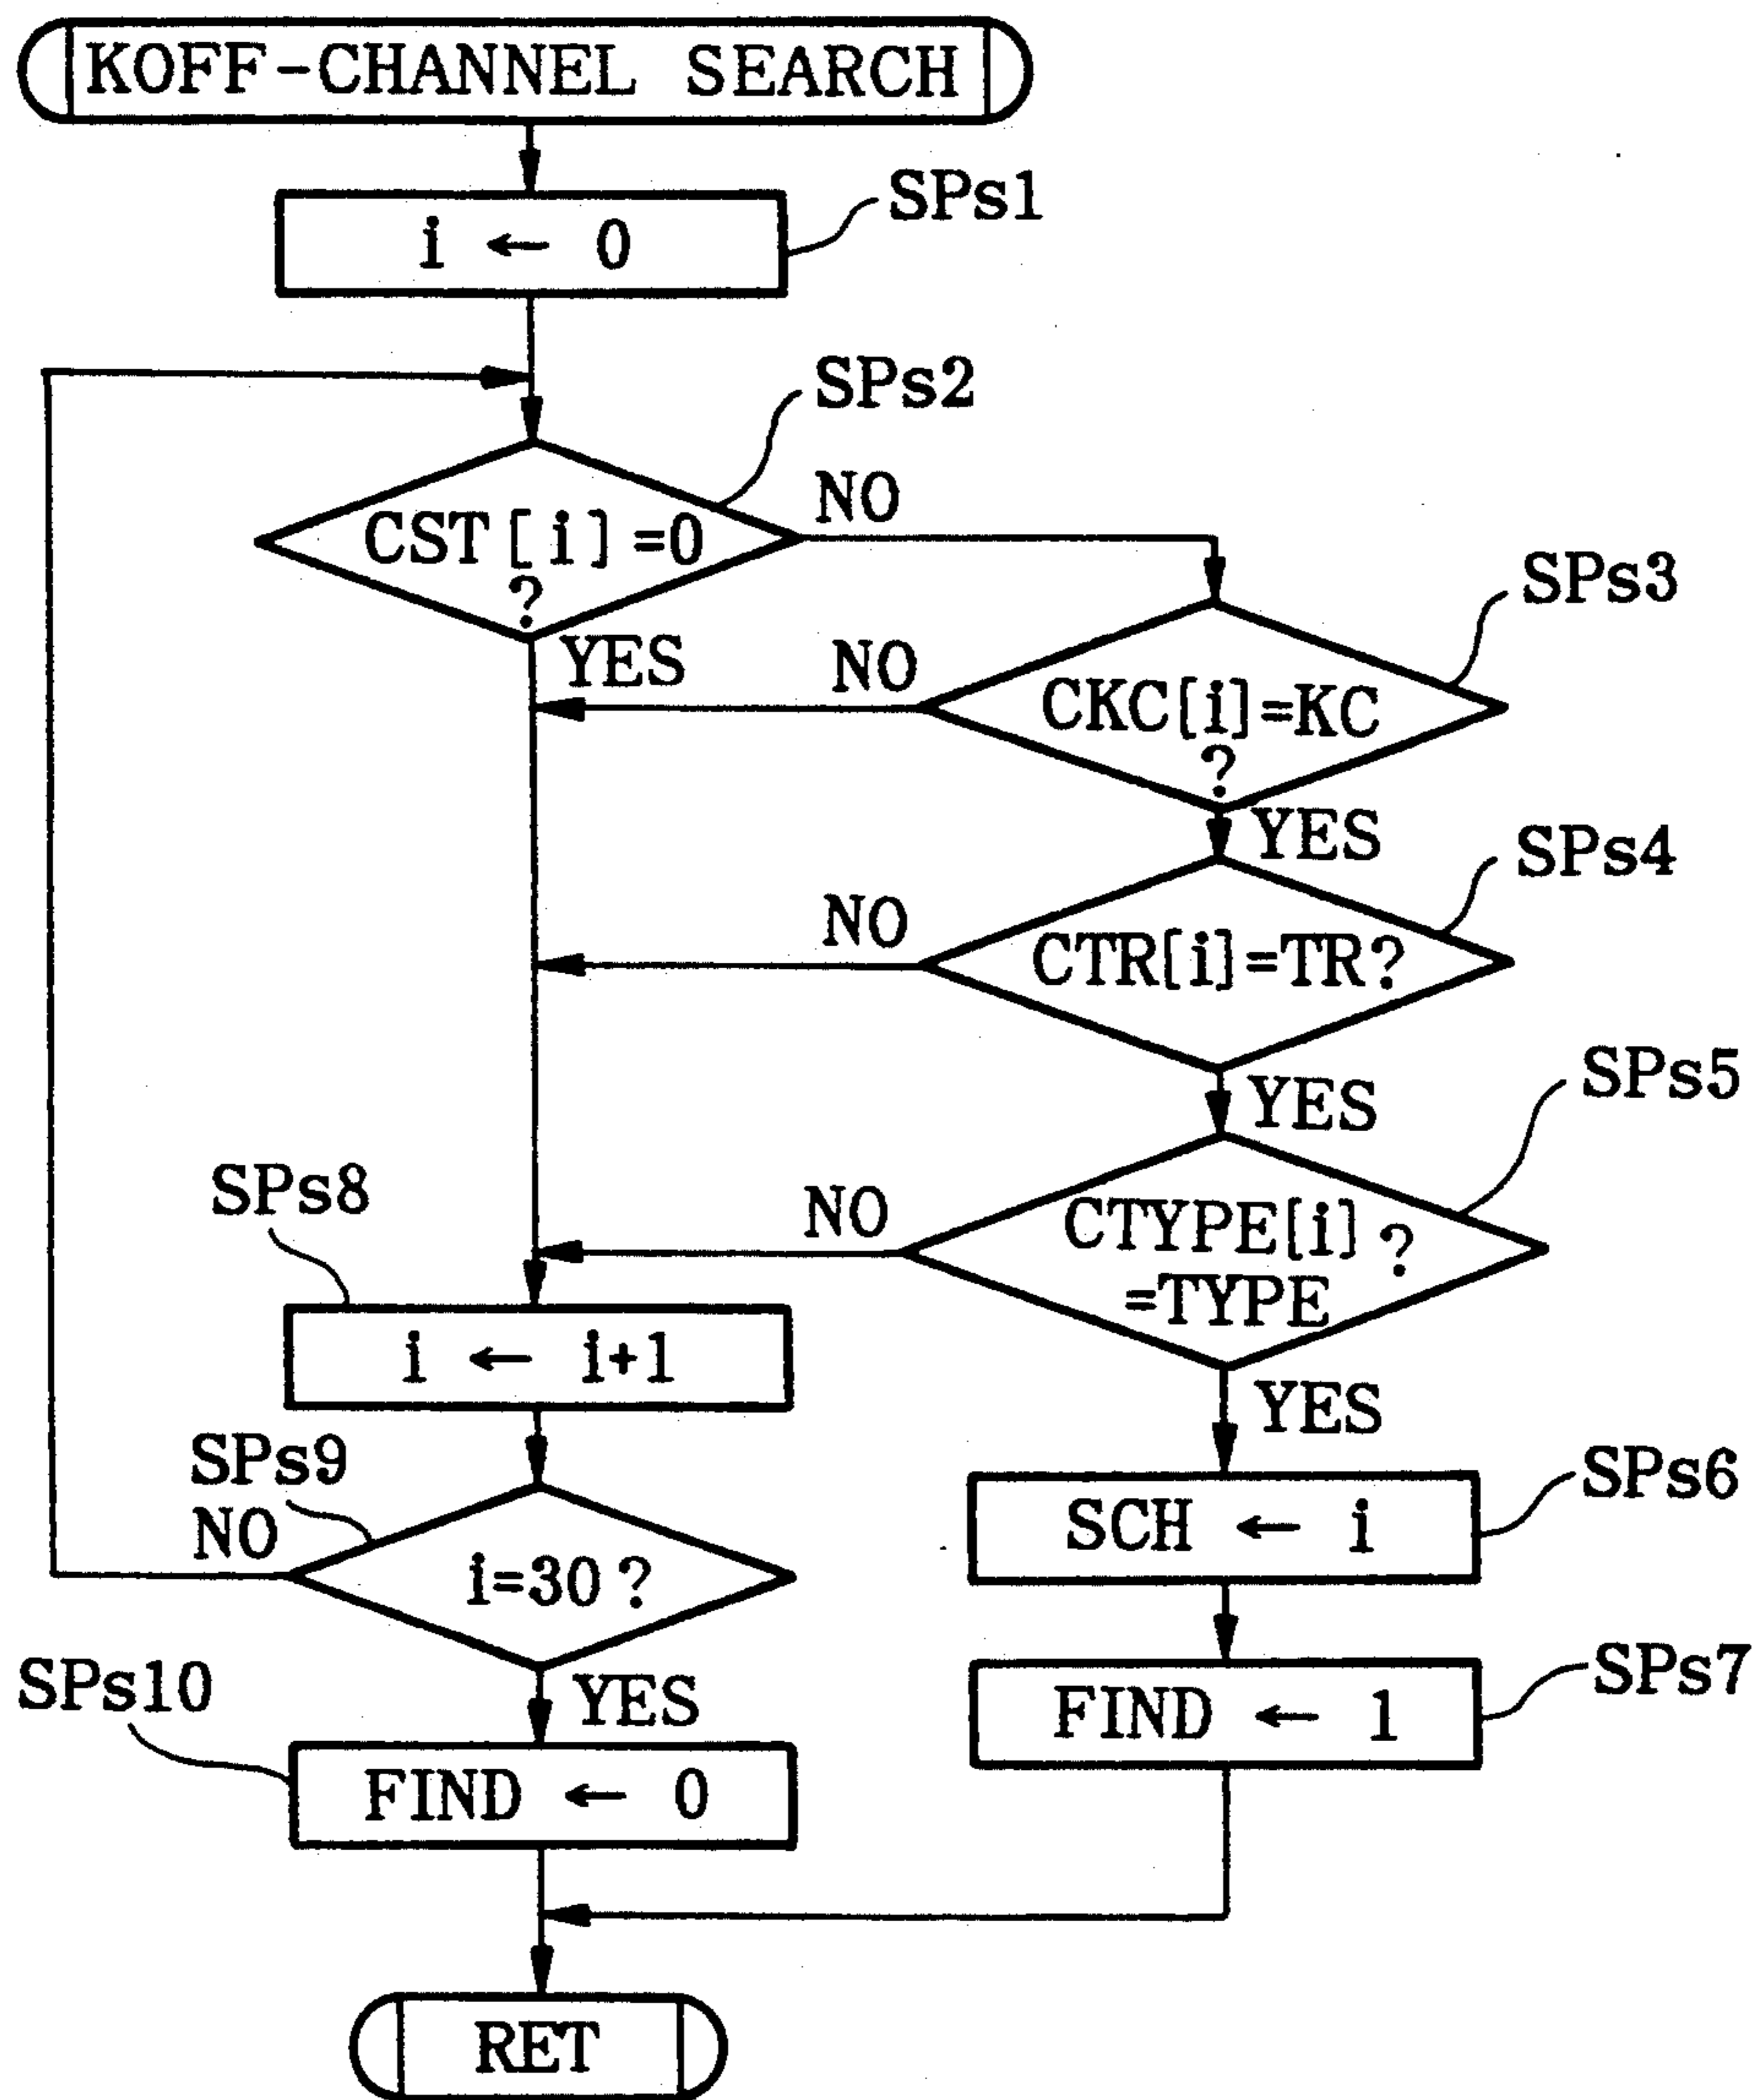 KOFF-CHANNEL SEARCH
SPs1
i ← 0
SPs2
CST[i]=0
?
NO
YES
SPs3
CKC[i]=KC
?
NO
YES
SPs4
CTR[i]=TR?
NO
YES
SPs5
CTYPE[i]
=TYPE
?
NO
YES
SPs8
i ← i+1
SPs9
NO
i=30?
YES
SPs6
SCH ← i
SPs7
FIND ← 1
SPs10
FIND ← 0
RET